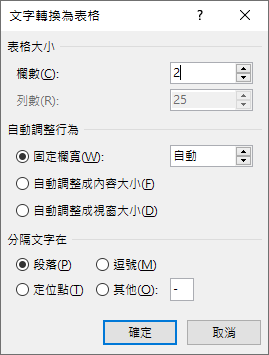 文字轉換為表格 ? ×
表格大小
欄數(C): 2
列數(R): 25
自動調整行為
固定欄寬(W): 自動
自動調整成內容大小(F)
自動調整成視窗大小(D)
分隔文字在
段落(P) 逗號(M)
定位點(T) 其他(O): -
確定 取消